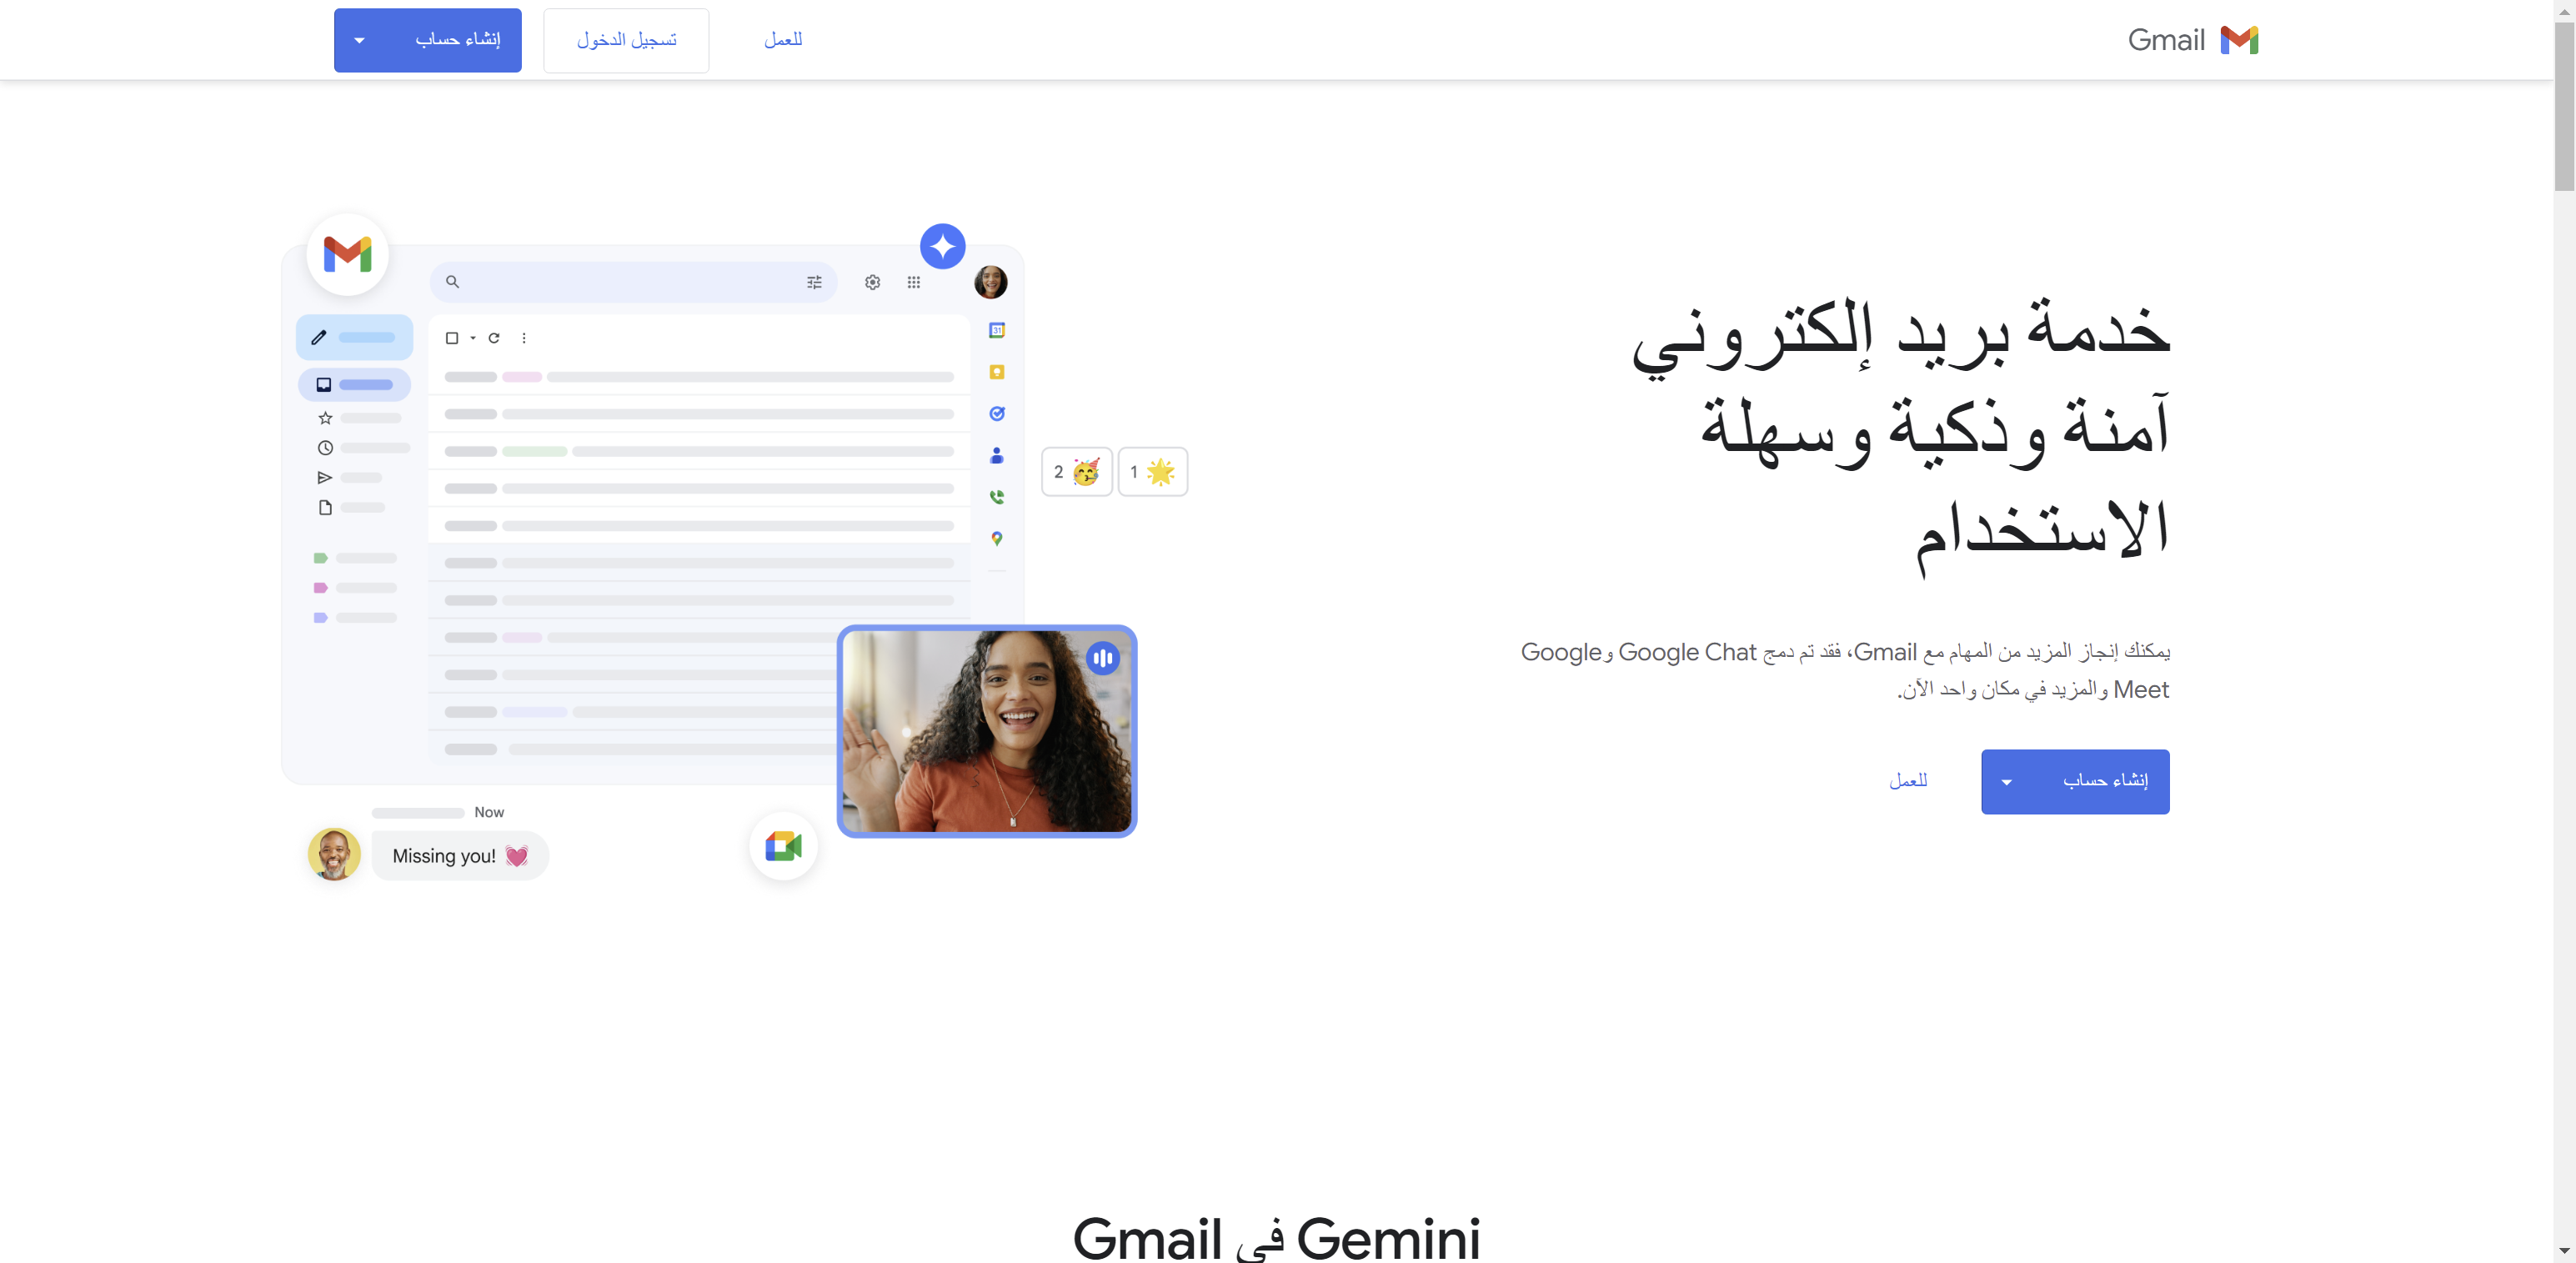 Gmail
للعمل
تسجيل الدخول
إنشاء حساب
خدمة بريد إلكتروني
آمنة وذكية وسهلة
الاستخدام
يمكنك إنجاز المزيد من المهام مع Gmail، فقد تم دمج Google Chat وGoogle
Meet والمزيد في مكان واحد الآن.
إنشاء حساب
للعمل
31
2
1
Now
Missing you!
Gemini في Gmail